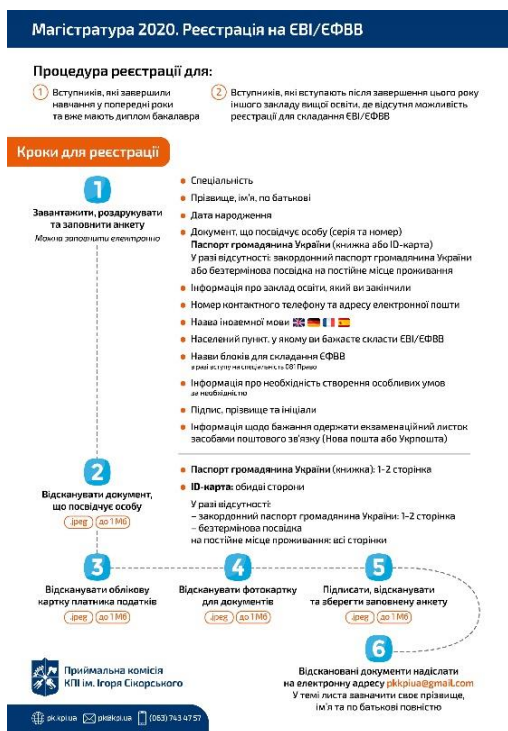 Магістратура 2020. Реєстрація на ЄВІ/ЄФВВ
Процедура реєстрації для:
1 Вступників, які завершили
навчання у попередні роки
та вже мають диплом бакалавра
2 Вступників, які вступають після завершення цього року
іншого закладу вищої освіти, де відсутня можливість
реєстрації для складання ЄВІ/ЄФВВ
Кроки для реєстрації
1
Завантажити, роздрукувати
та заповнити анкету
Можна заповнити електронно
• Спеціальність
• Прізвище, ім'я, по батькові
• Дата народження
• Документ, що посвідчує особу (серія та номер)
Паспорт громадянина України (книжка або ID-карта)
У разі відсутності: закордонний паспорт громадянина України
або безтермінова посвідка на постійне місце проживання
• Інформація про заклад освіти, який ви закінчили
• Номер контактного телефону та адресу електронної пошти
• Назва іноземної мови
• Населений пункт, у якому ви бажаєте скласти ЄВІ/ЄФВВ
• Назви блоків для складання ЄФВВ
в разі вступу на спеціальність 081 Право
• Інформація про необхідність створення особливих умов
за необхідністю
• Підпис, прізвище та ініціали
• Інформація щодо бажання одержати екзаменаційний листок
засобами поштового зв'язку (Нова пошта або Укрпошта)
2
Відсканувати документ,
що посвідчує особу
.jpeg до 1 Мб
• Паспорт громадянина України (книжка): 1-2 сторінка
• ID-карта: обидві сторони
У разі відсутності:
– закордонний паспорт громадянина України: 1-2 сторінка
– безтермінова посвідка
на постійне місце проживання: всі сторінки
3
Відсканувати облікову
картку платника податків
.jpeg до 1 Мб
4
Відсканувати фотокартку
для документів
.jpeg до 1 Мб
5
Підписати, відсканувати
та зберегти заповнену анкету
.jpeg до 1 Мб
6
Відскановані документи надіслати
на електронну адресу pkkpiua@gmail.com
У темі листа зазначити своє прізвище,
ім'я та по батькові повністю
Приймальна комісія
КПІ ім. Ігоря Сікорського
pk.kpi.ua pk@kpi.ua (063) 743 47 57